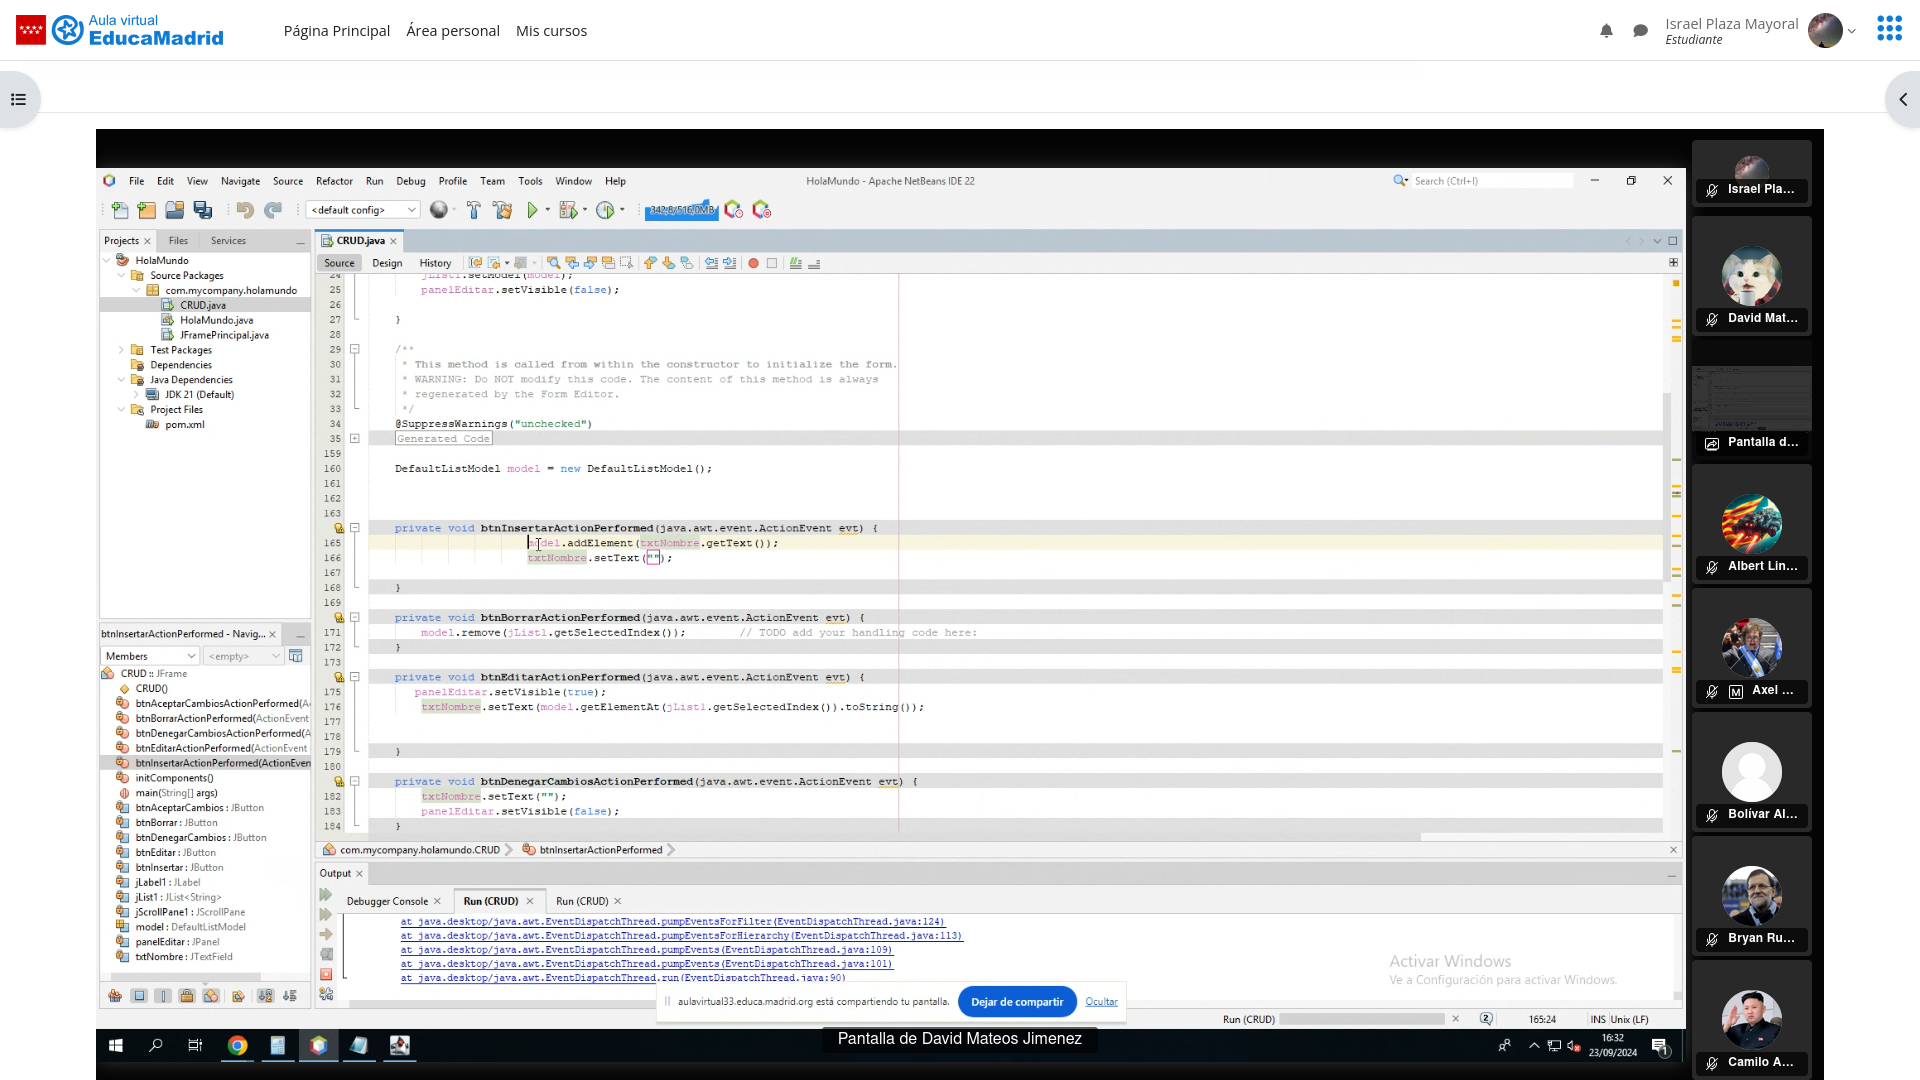 Aula virtual
EducaMadrid
Página Principal
Área personal
Mis cursos
Israel Plaza Mayoral
Estudiante
File Edit View Navigate Source Refactor Run Debug Profile Team Tools Window Help
HolaMundo - Apache NetBeans IDE 22
Search (Ctrl+I)
<default config>
342,8/516,0MB
Projects
Files
Services
HolaMundo
Source Packages
com.mycompany.holamundo
CRUD.java
HolaMundo.java
JFramePrincipal.java
Test Packages
Dependencies
Java Dependencies
JDK 21 (Default)
Project Files
pom.xml
CRUD.java
Source
Design
History
24 jList1.setModel(model);
25 panelEditar.setVisible(false);
26
27 }
28
29 /**
30 * This method is called from within the constructor to initialize the form.
31 * WARNING: Do NOT modify this code. The content of this method is always
32 * regenerated by the Form Editor.
33 */
34 @SuppressWarnings("unchecked")
35 Generated Code
159
160 DefaultListModel model = new DefaultListModel();
161
162
163
private void btnInsertarActionPerformed(java.awt.event.ActionEvent evt) {
165 model.addElement(txtNombre.getText());
166 txtNombre.setText("");
167
168 }
169
private void btnBorrarActionPerformed(java.awt.event.ActionEvent evt) {
171 model.remove(jList1.getSelectedIndex()); // TODO add your handling code here:
172 }
173
private void btnEditarActionPerformed(java.awt.event.ActionEvent evt) {
175 panelEditar.setVisible(true);
176 txtNombre.setText(model.getElementAt(jList1.getSelectedIndex()).toString());
177
178
179 }
180
private void btnDenegarCambiosActionPerformed(java.awt.event.ActionEvent evt) {
182 txtNombre.setText("");
183 panelEditar.setVisible(false);
184 }
com.mycompany.holamundo.CRUD
btnInsertarActionPerformed
btnInsertarActionPerformed - Navig...
Members
<empty>
CRUD :: JFrame
CRUD()
btnAceptarCambiosActionPerformed(A
btnBorrarActionPerformed(ActionEvent
btnDenegarCambiosActionPerformed(A
btnEditarActionPerformed(ActionEvent
btnInsertarActionPerformed(ActionEven
initComponents()
main(String[] args)
btnAceptarCambios : JButton
btnBorrar : JButton
btnDenegarCambios : JButton
btnEditar : JButton
btnInsertar : JButton
jLabel1 : JLabel
jList1 : JList<String>
jScrollPane1 : JScrollPane
model : DefaultListModel
panelEditar : JPanel
txtNombre : JTextField
Output
Debugger Console
Run (CRUD)
Run (CRUD)
at java.desktop/java.awt.EventDispatchThread.pumpEventsForFilter(EventDispatchThread.java:124)
at java.desktop/java.awt.EventDispatchThread.pumpEventsForHierarchy(EventDispatchThread.java:113)
at java.desktop/java.awt.EventDispatchThread.pumpEvents(EventDispatchThread.java:109)
at java.desktop/java.awt.EventDispatchThread.pumpEvents(EventDispatchThread.java:101)
at java.desktop/java.awt.EventDispatchThread.run(EventDispatchThread.java:90)
Activar Windows
Ve a Configuración para activar Windows.
aulavirtual33.educa.madrid.org está compartiendo tu pantalla.
Dejar de compartir
Ocultar
Run (CRUD)
2
165:24
INS Unix (LF)
Pantalla de David Mateos Jimenez
16:32
23/09/2024
1
Israel Pla...
David Mat...
Pantalla d...
Albert Lin...
M Axel ...
Bolívar Al...
Bryan Ru...
Camilo A...